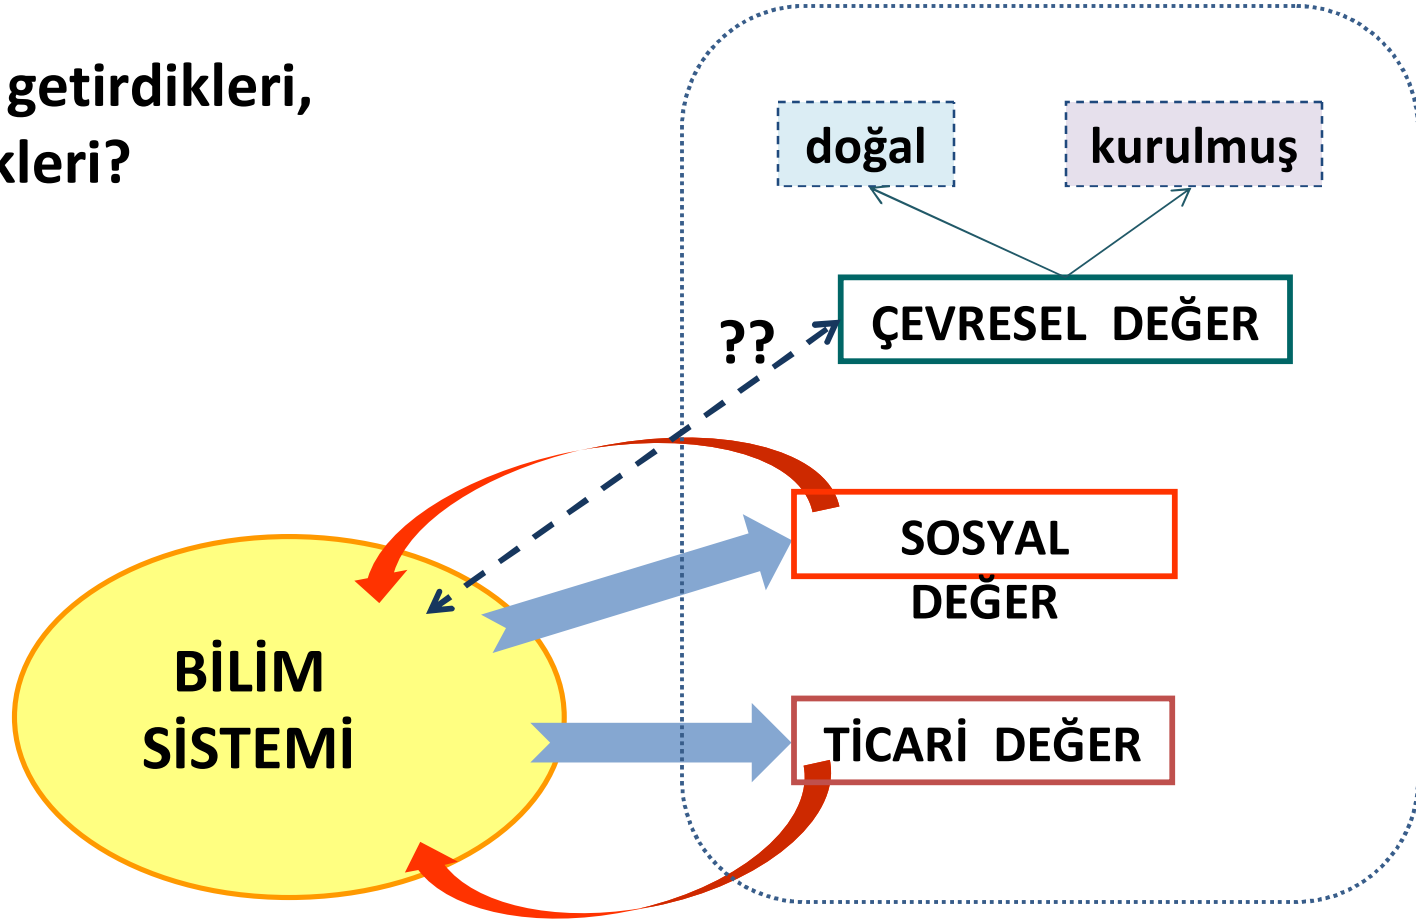 getirdikleri,
kleri?
doğal
kurulmuş
ÇEVRESEL DEĞER
??
SOSYAL
DEĞER
BİLİM
SİSTEMİ
TİCARİ DEĞER